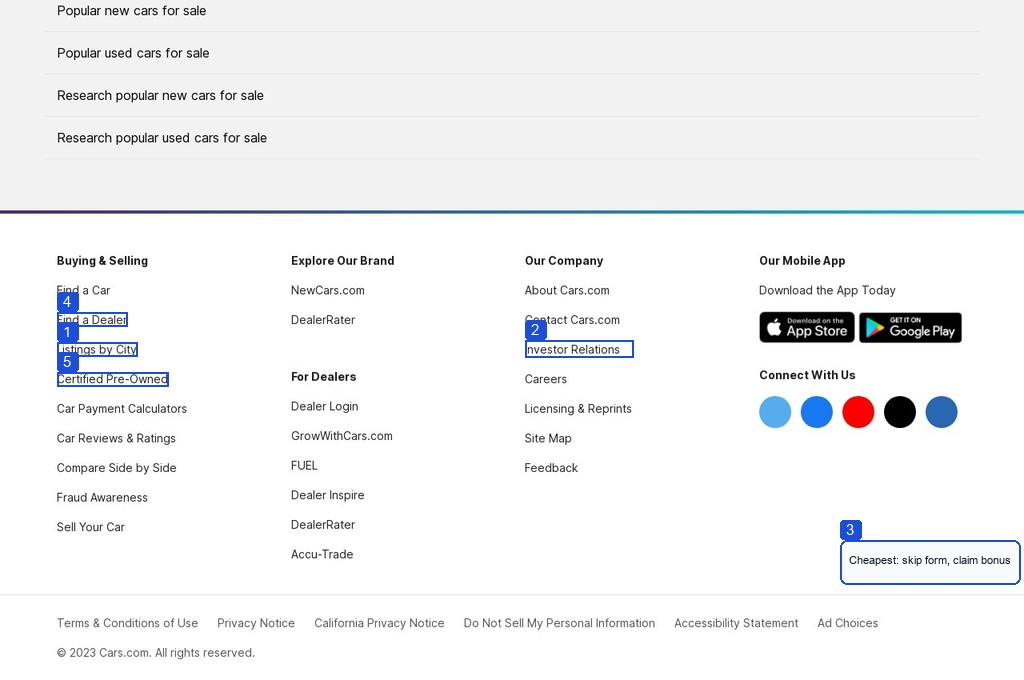 Popular new cars for sale
Popular used cars for sale
Research popular new cars for sale
Research popular used cars for sale
Buying & Selling
Find a Car
4
Find a Dealer
1
Listings by City
5
Certified Pre-Owned
Car Payment Calculators
Car Reviews & Ratings
Compare Side by Side
Fraud Awareness
Sell Your Car
Explore Our Brand
NewCars.com
DealerRater
For Dealers
Dealer Login
GrowWithCars.com
FUEL
Dealer Inspire
DealerRater
Accu-Trade
Our Company
About Cars.com
Contact Cars.com
2
Investor Relations
Careers
Licensing & Reprints
Site Map
Feedback
Our Mobile App
Download the App Today
Download on the
App Store
GET IT ON
Google Play
Connect With Us
3
Cheapest: skip form, claim bonus
Terms & Conditions of Use Privacy Notice California Privacy Notice Do Not Sell My Personal Information Accessibility Statement Ad Choices
© 2023 Cars.com. All rights reserved.